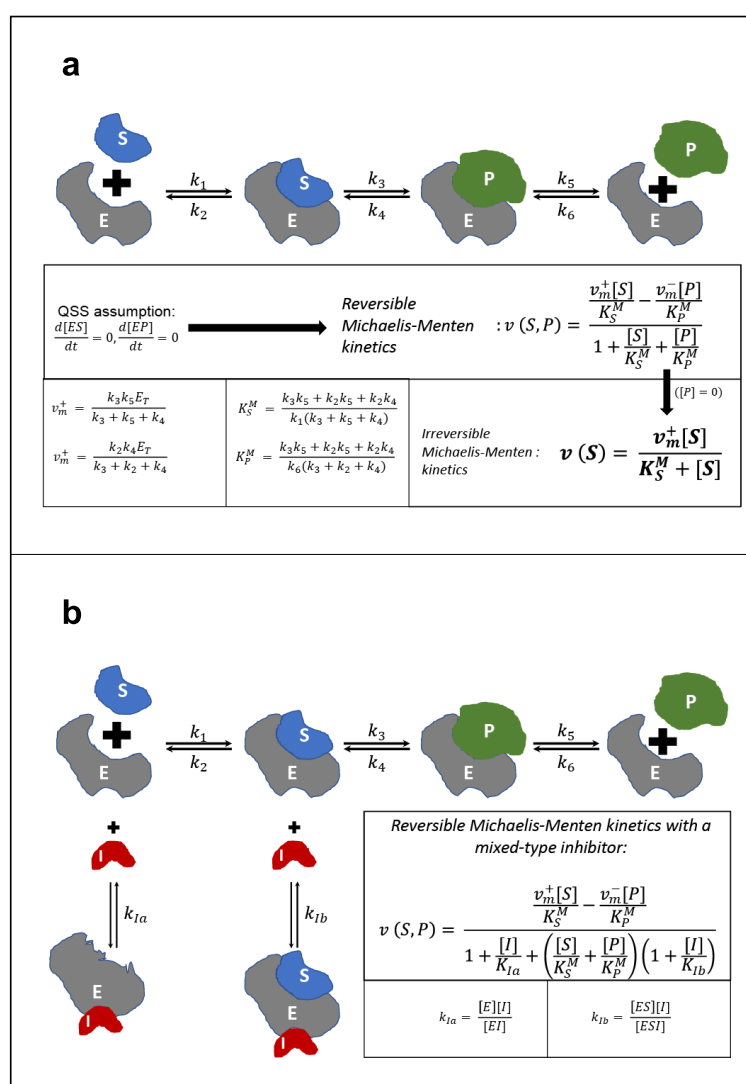 a
S
+
E
k₁
k₂
S
E
k₃
k₄
P
E
k₅
k₆
P
+
E
QSS assumption:
d[ES]/dt = 0, d[EP]/dt = 0
Reversible
Michaelis-Menten
kinetics
: v (S, P) = (v_m^+[S]/K_S^M − v_m^−[P]/K_P^M) / (1 + [S]/K_S^M + [P]/K_P^M)
([P] = 0)
v_m^+ = k₃k₅E_T / (k₃ + k₅ + k₄)
v_m^+ = k₂k₄E_T / (k₃ + k₂ + k₄)
K_S^M = (k₃k₅ + k₂k₅ + k₂k₄) / (k₁(k₃ + k₅ + k₄))
K_P^M = (k₃k₅ + k₂k₅ + k₂k₄) / (k₆(k₃ + k₂ + k₄))
Irreversible
Michaelis-Menten :
kinetics
v (S) = v_m^+[S] / (K_S^M + [S])
b
S
+
E
k₁
k₂
S
E
k₃
k₄
P
E
k₅
k₆
P
+
E
+
I
k_Ia
E
I
+
I
k_Ib
S
E
I
Reversible Michaelis-Menten kinetics with a
mixed-type inhibitor:
v (S, P) = (v_m^+[S]/K_S^M − v_m^−[P]/K_P^M) / (1 + [I]/K_Ia + ([S]/K_S^M + [P]/K_P^M)(1 + [I]/K_Ib))
k_Ia = [E][I]/[EI]
k_Ib = [ES][I]/[ESI]